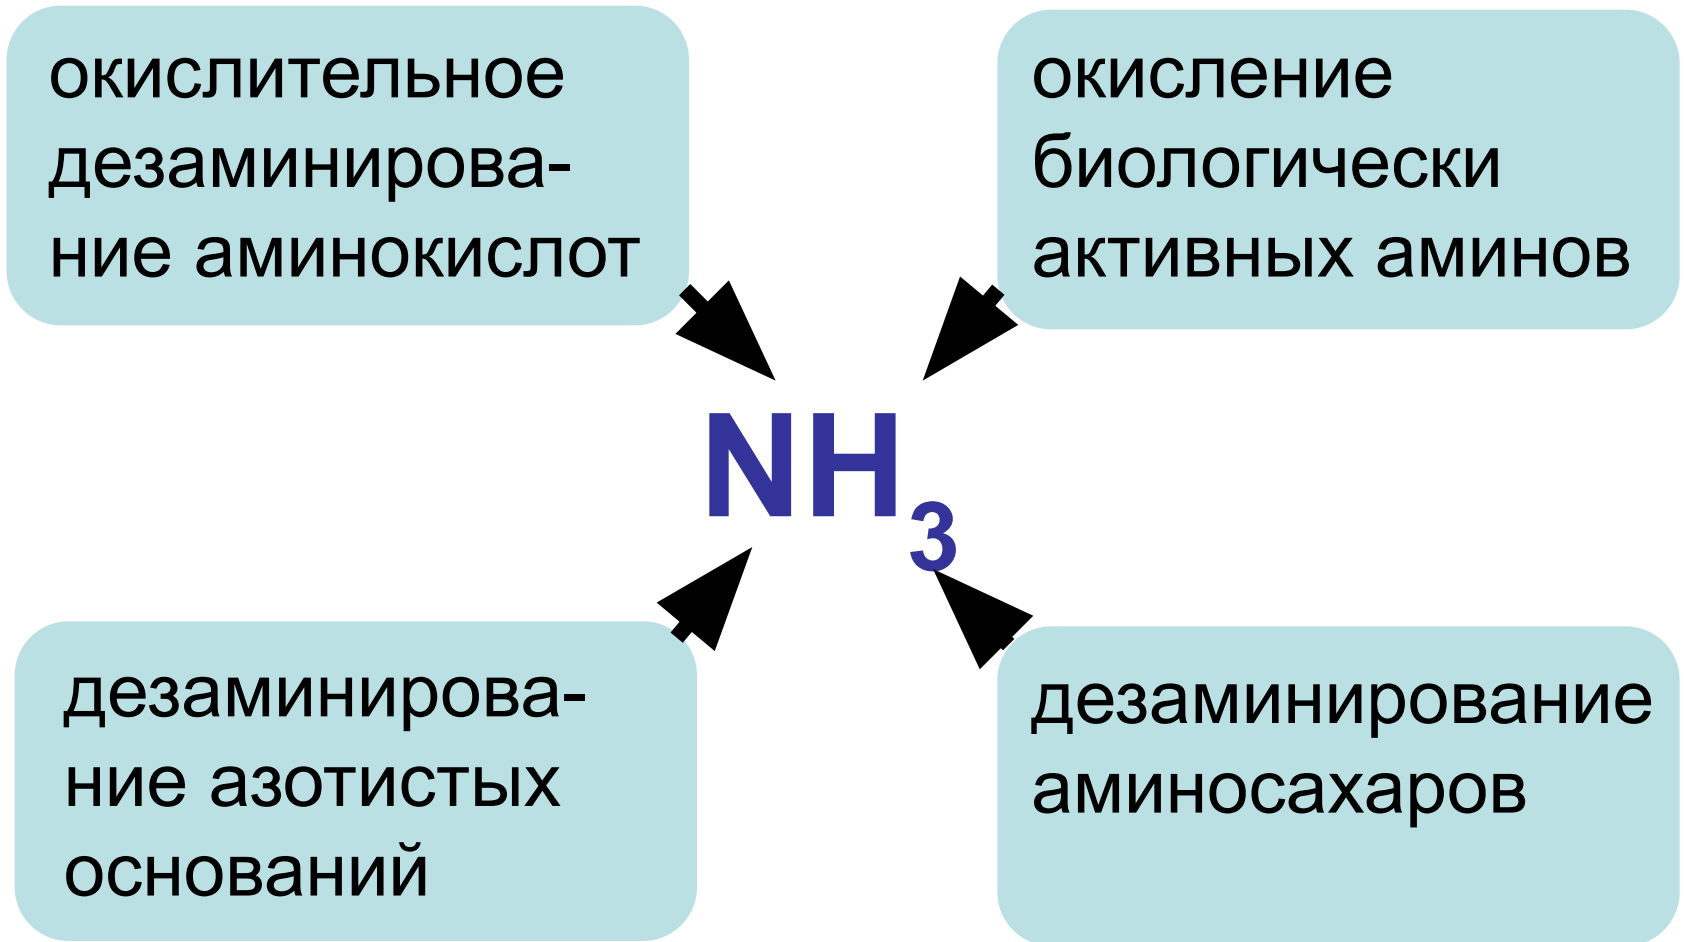 окислительное
дезаминирова-
ние аминокислот
окисление
биологически
активных аминов
NH3
дезаминирова-
ние азотистых
оснований
дезаминирование
аминосахаров